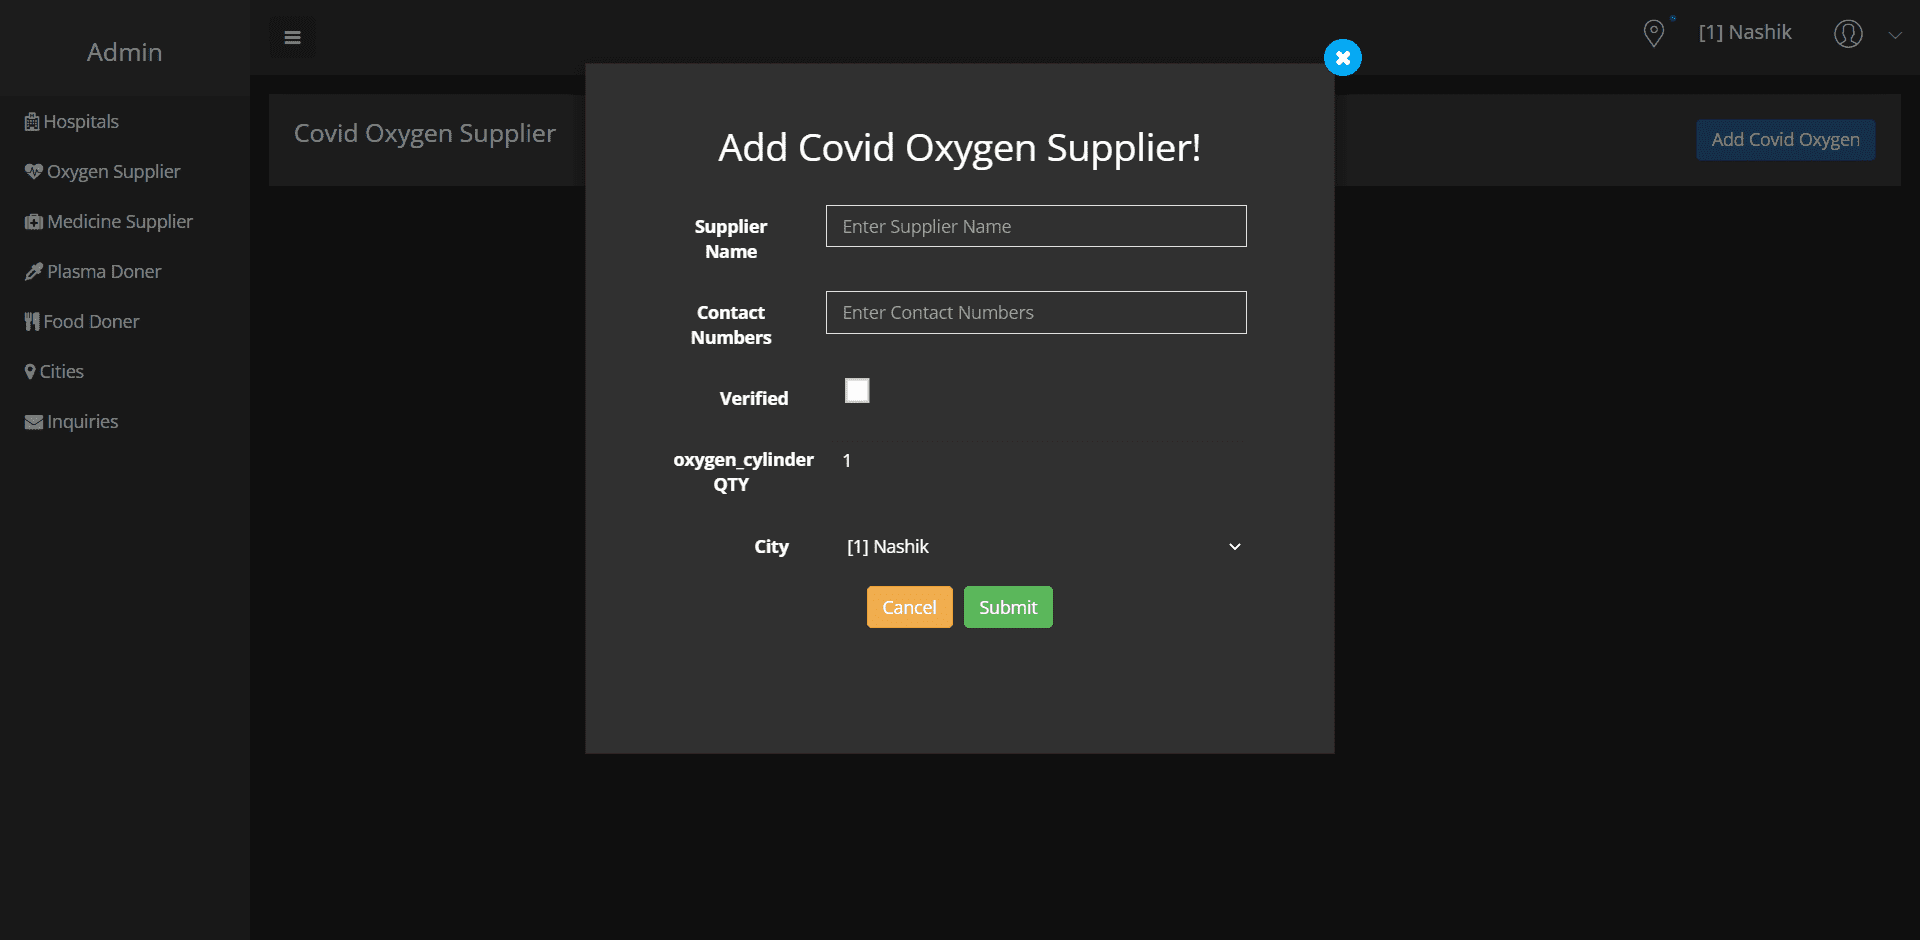 Admin
Hospitals
Oxygen Supplier
Medicine Supplier
Plasma Doner
Food Doner
Cities
Inquiries
[1] Nashik
Covid Oxygen Supplier
Add Covid Oxygen
Add Covid Oxygen Supplier!
Supplier
Name
Enter Supplier Name
Contact
Numbers
Enter Contact Numbers
Verified
oxygen_cylinder
QTY
1
City
[1] Nashik
Cancel
Submit